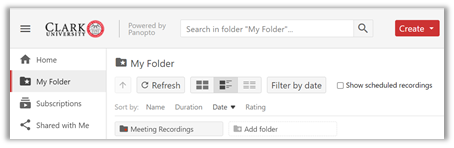 CLARK UNIVERSITY
Powered by Panopto
Search in folder "My Folder"...
Create
Home
My Folder
Subscriptions
Shared with Me
My Folder
Refresh
Filter by date
Show scheduled recordings
Sort by: Name Duration Date Rating
Meeting Recordings
Add folder